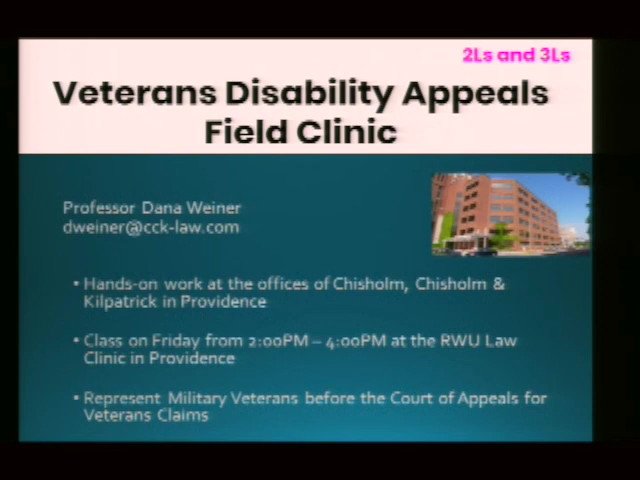 2Ls and 3Ls
Veterans Disability Appeals
Field Clinic
Professor Dana Weiner
dweiner@cck-law.com
• Hands-on work at the offices of Chisholm, Chisholm &
Kilpatrick in Providence
• Class on Friday from 2:00PM – 4:00PM at the RWU Law
Clinic in Providence
• Represent Military Veterans before the Court of Appeals for
Veterans Claims